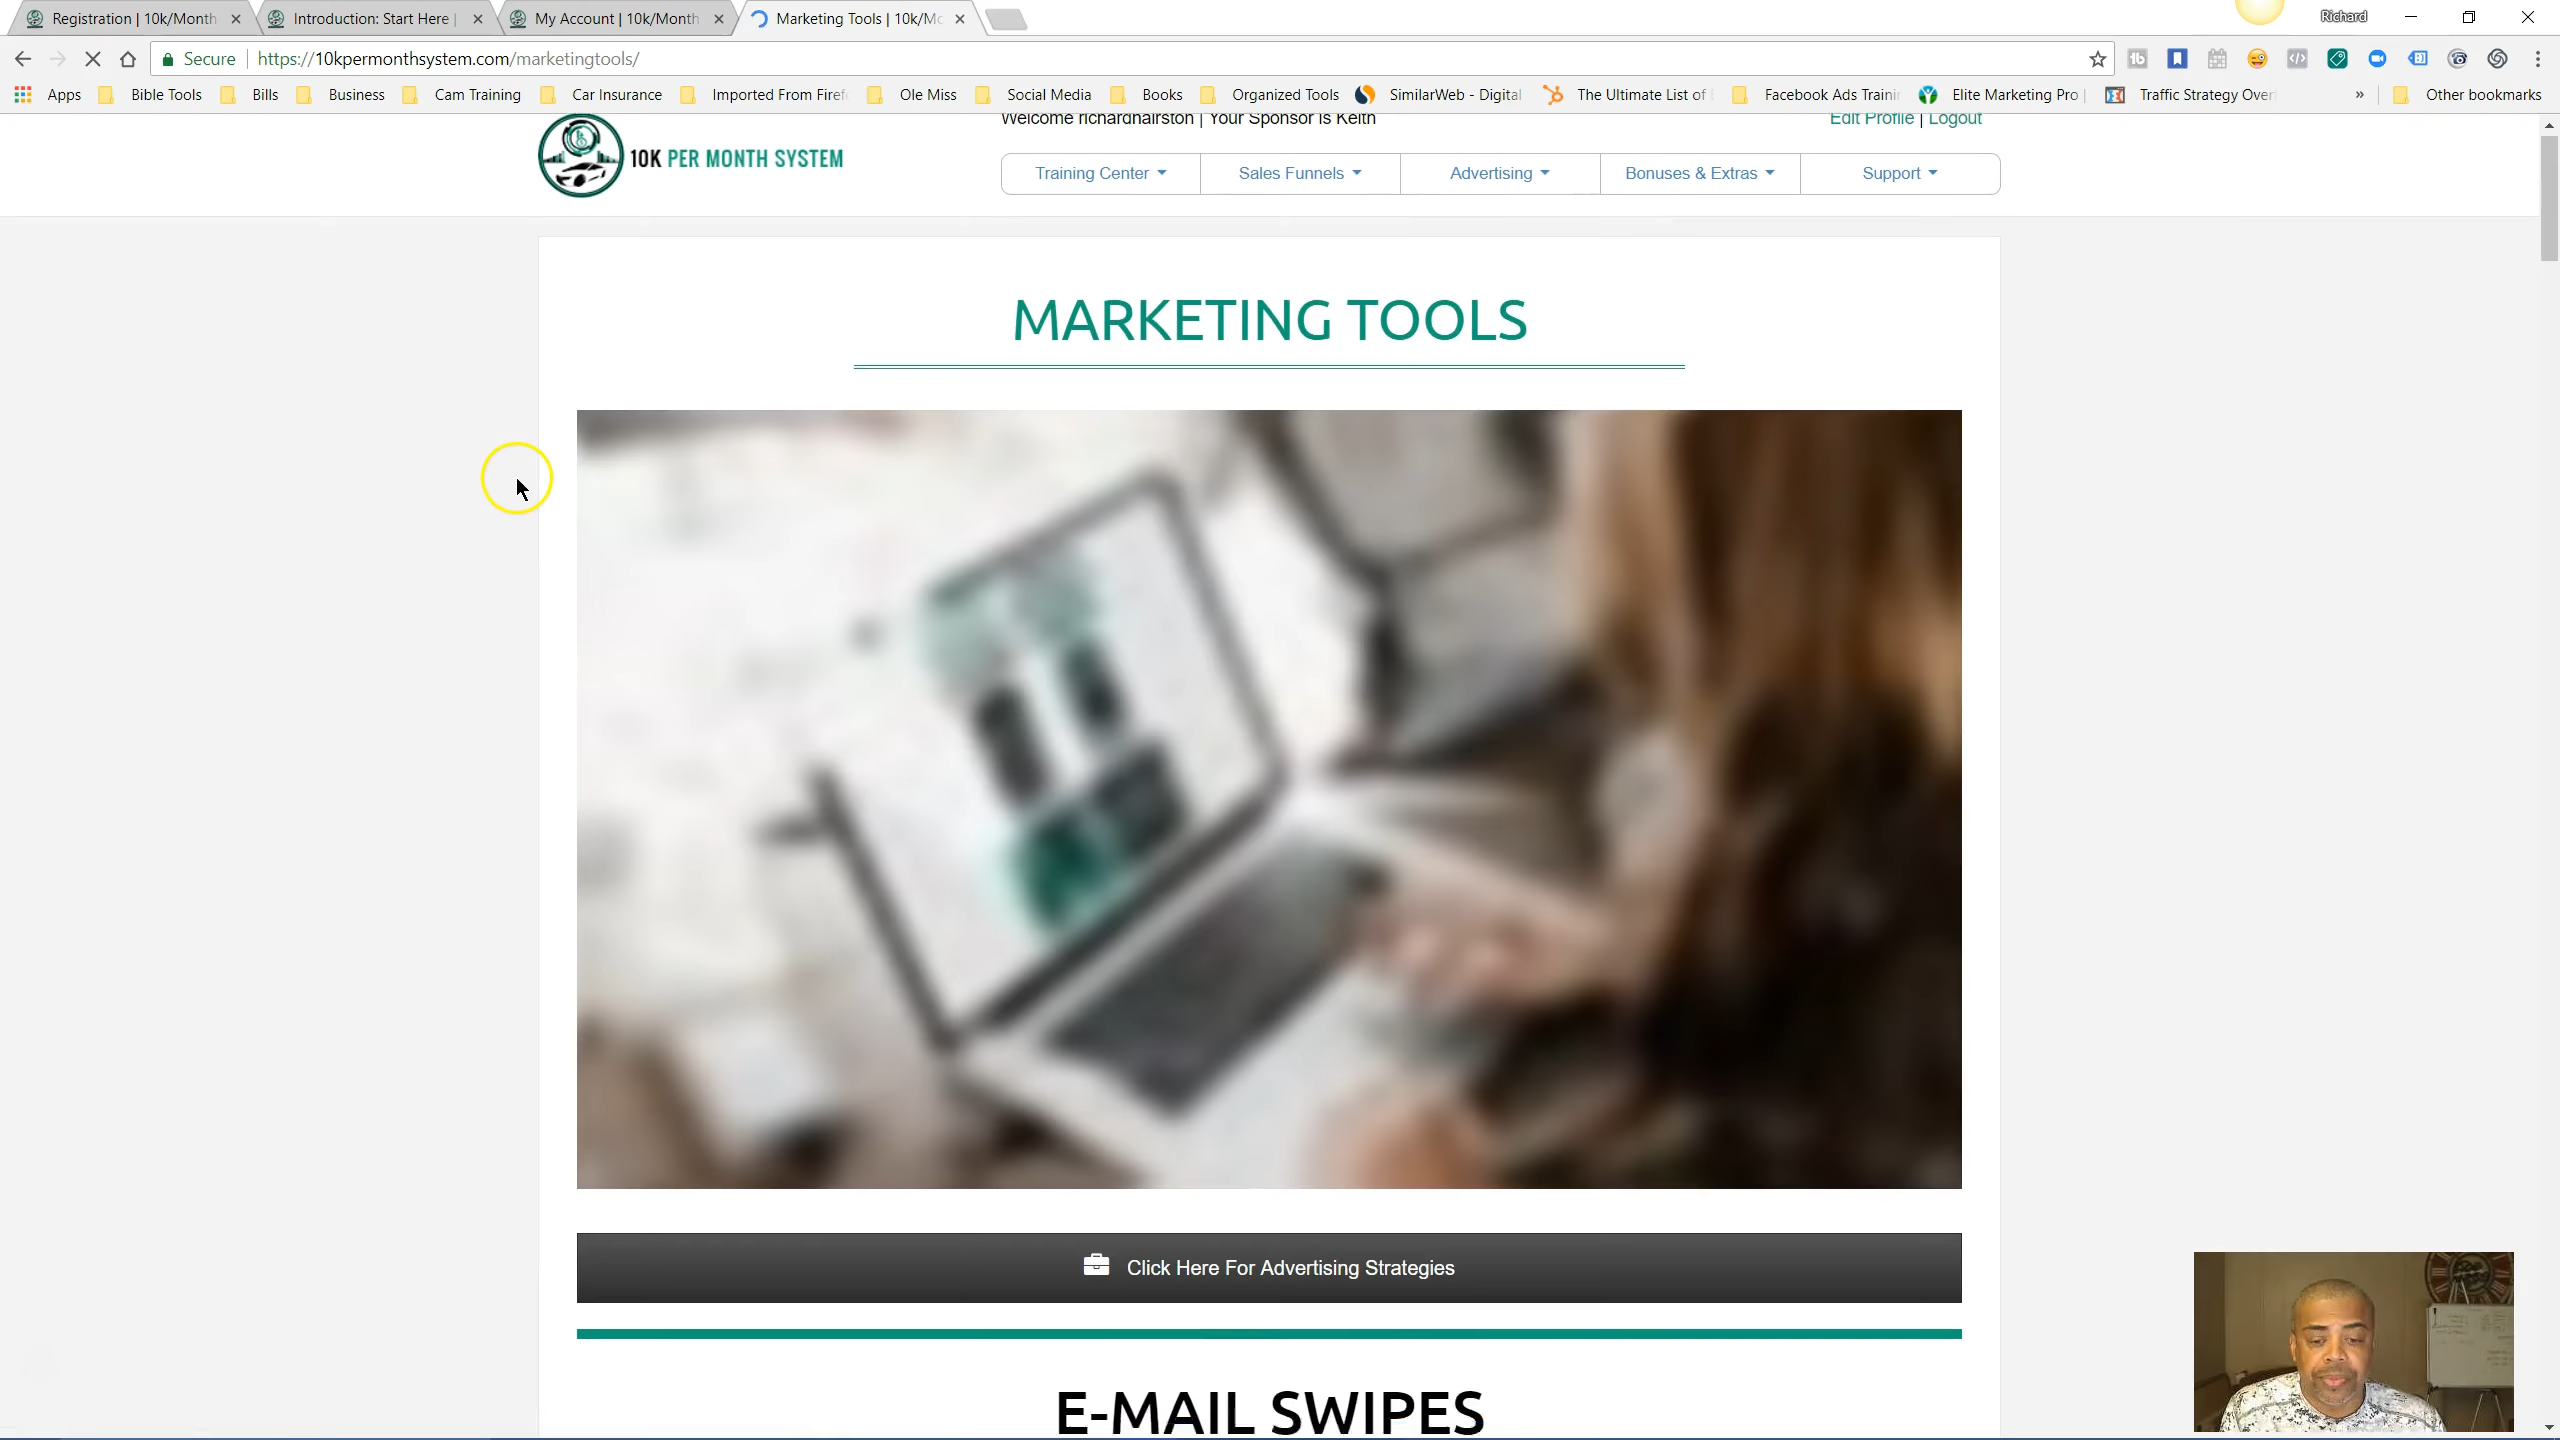 Registration | 10k/Month
Introduction: Start Here |
My Account | 10k/Month
Marketing Tools | 10k/Mo
Richard
Secure
https://10kpermonthsystem.com/marketingtools/
Apps
Bible Tools
Bills
Business
Cam Training
Car Insurance
Imported From Firef
Ole Miss
Social Media
Books
Organized Tools
SimilarWeb - Digital
The Ultimate List of
Facebook Ads Trainin
Elite Marketing Pro |
Traffic Strategy Over
»
Other bookmarks
Welcome richardhairston | Your Sponsor is Keith
Edit Profile | Logout
10K PER MONTH SYSTEM
Training Center
Sales Funnels
Advertising
Bonuses & Extras
Support
MARKETING TOOLS
Click Here For Advertising Strategies
E-MAIL SWIPES